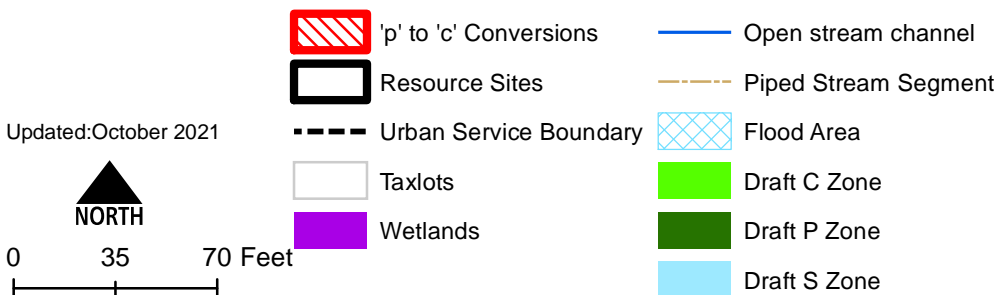 Updated:October 2021
NORTH
0 35 70 Feet
'p' to 'c' Conversions
Resource Sites
Urban Service Boundary
Taxlots
Wetlands
Open stream channel
Piped Stream Segment
Flood Area
Draft C Zone
Draft P Zone
Draft S Zone